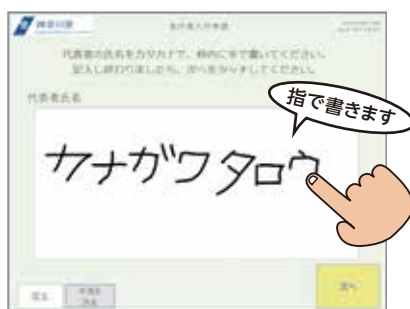 神奈川県
代表者の氏名をカタカナで、枠内に手で書いてください。
記入し終わりましたら、次へをタッチしてください。
代表者氏名
指で書きます
カナガワタロウ
戻る
次へ